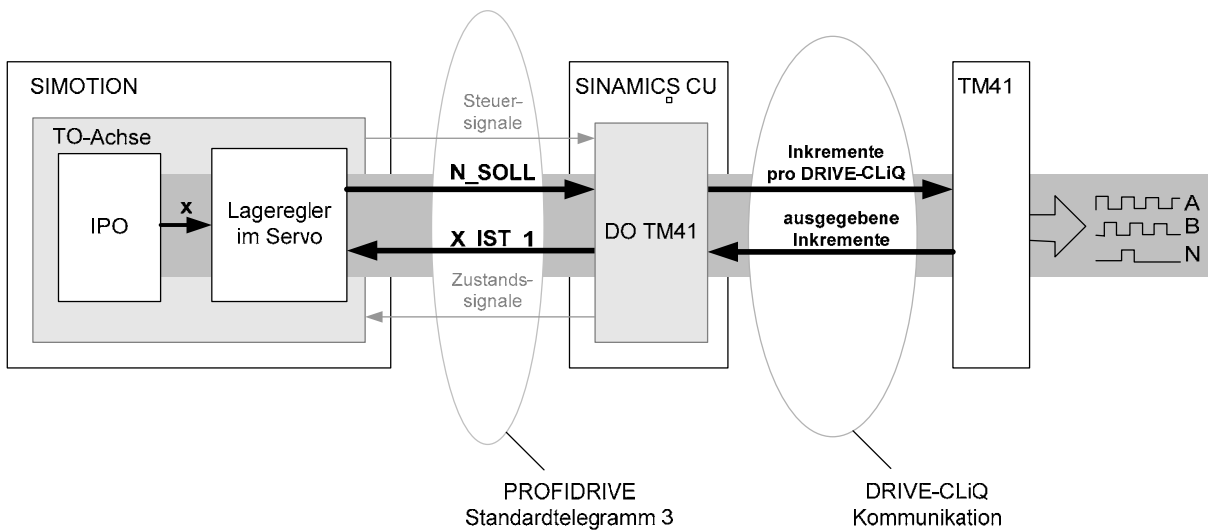 SIMOTION
TO-Achse
IPO
x
Lageregler
im Servo
Steuer-
signale
N_SOLL
X_IST_1
Zustands-
signale
SINAMICS CU
DO TM41
Inkremente
pro DRIVE-CLiQ
ausgegebene
Inkremente
TM41
A
B
N
PROFIDRIVE
Standardtelegramm 3
DRIVE-CLiQ
Kommunikation